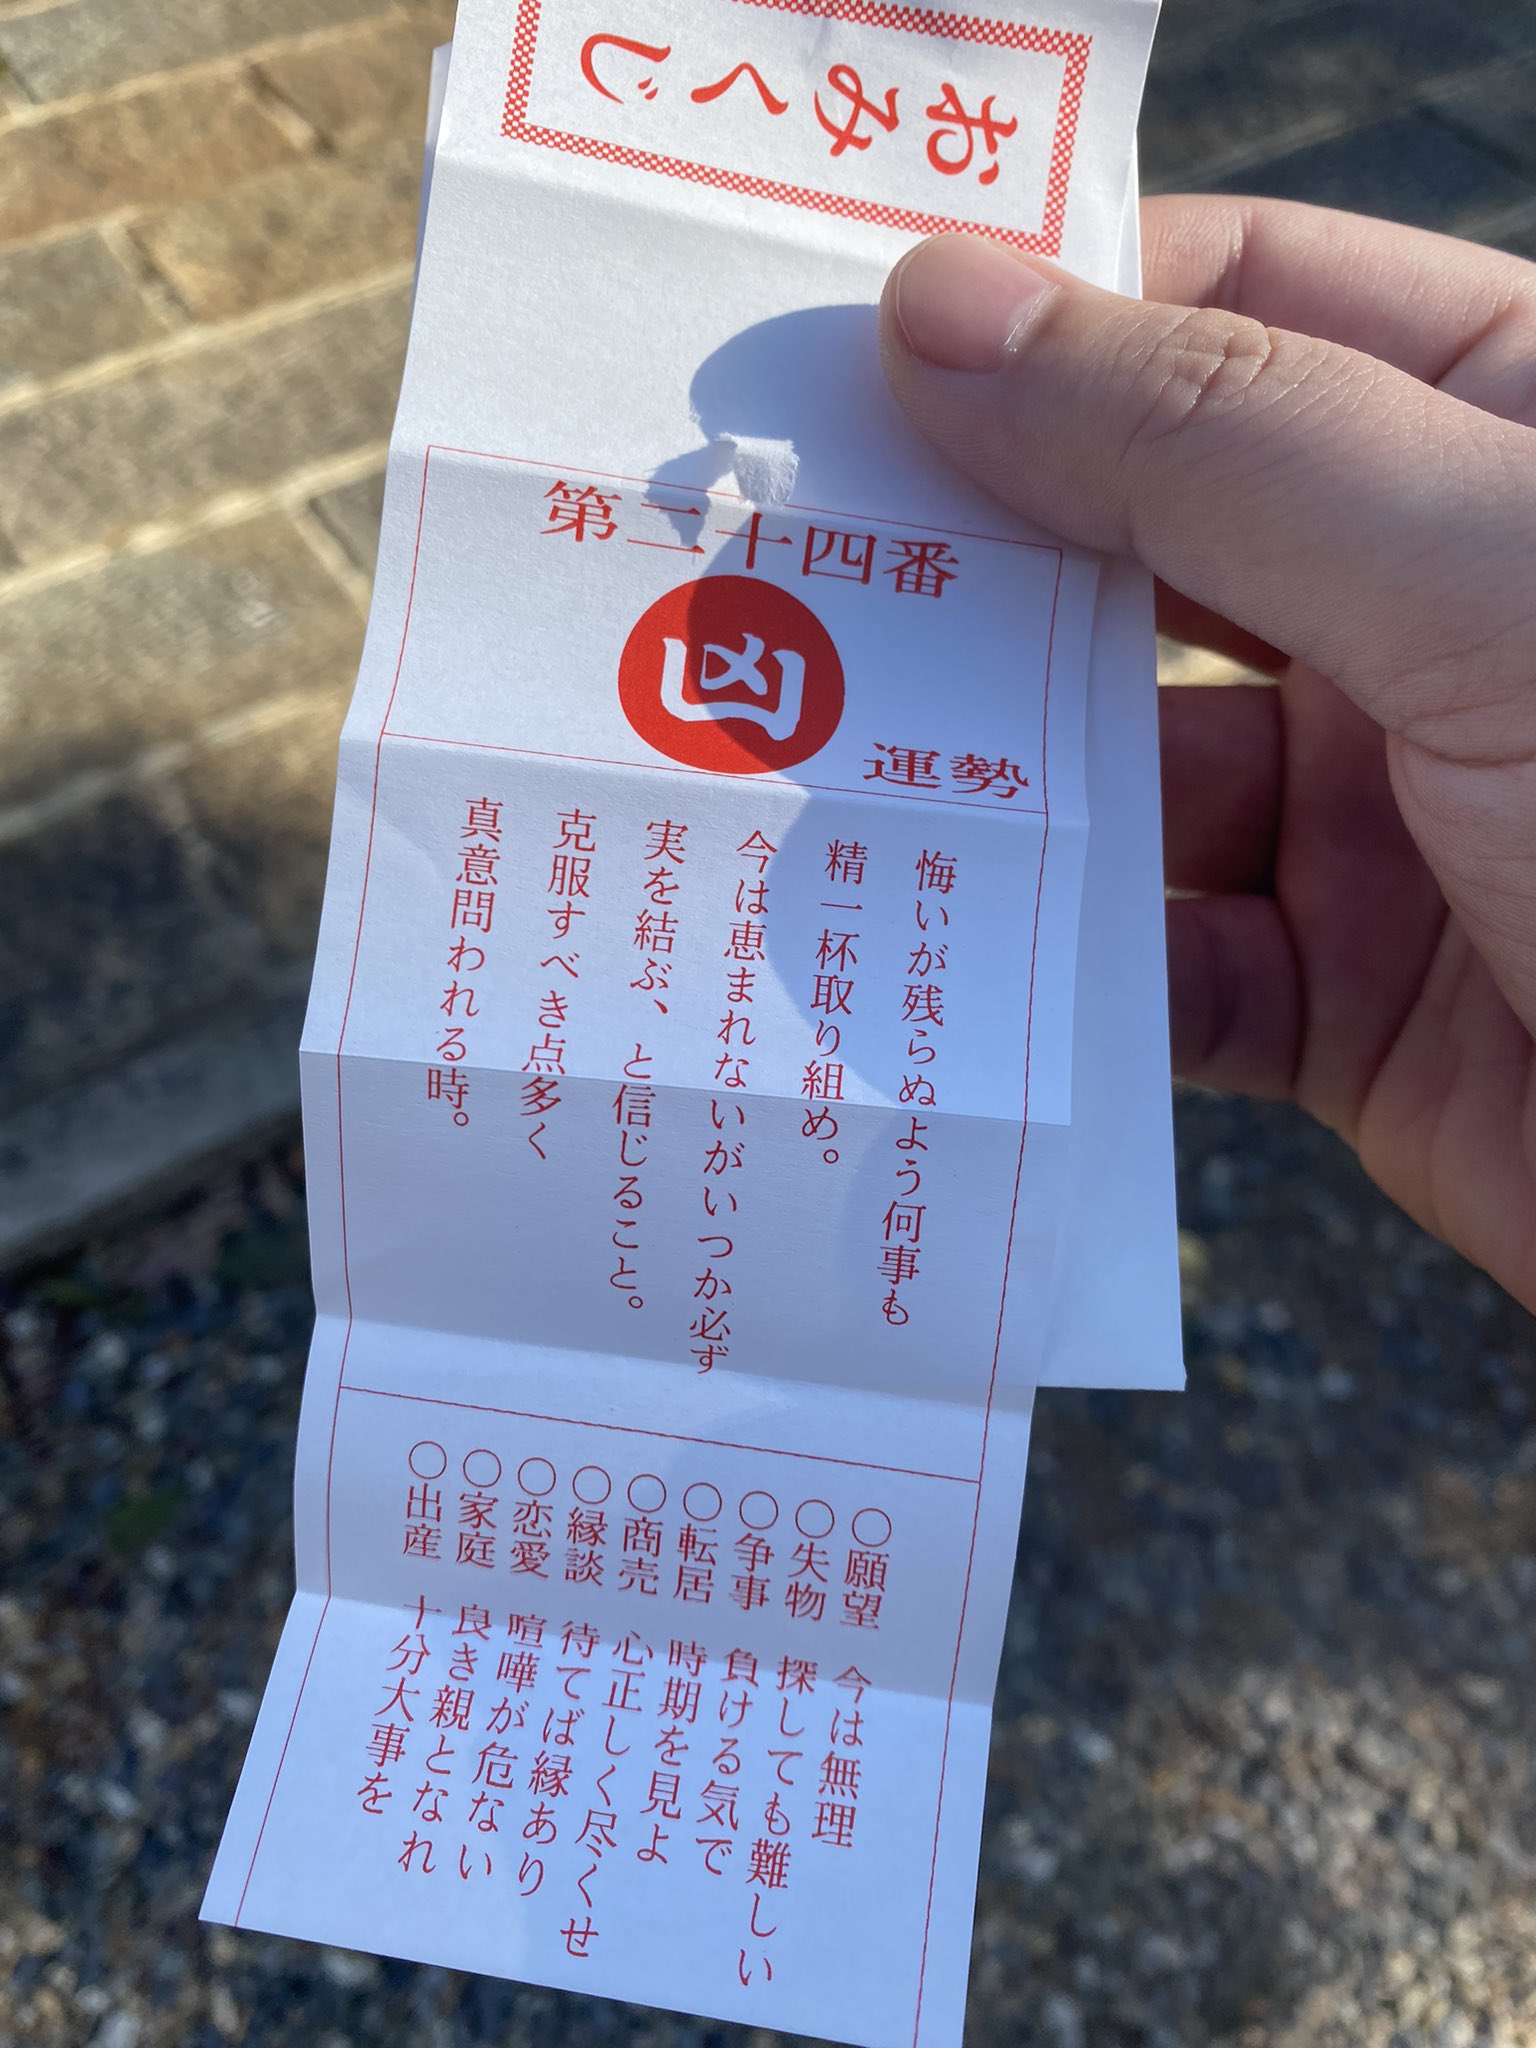 おみくじ
第二十四番
凶
運勢
悔いが残らぬよう何事も
精一杯取り組め。
今は恵まれないがいつか必ず
実を結ぶ、と信じること。
克服すべき点多く
真意問われる時。
○願望 今は無理
○失物 探しても難しい
○争事 負ける気で
○転居 時期を見よ
○商売 心正しく尽くせ
○縁談 待てば縁あり
○恋愛 喧嘩が危ない
○家庭 良き親となれ
○出産 十分大事を